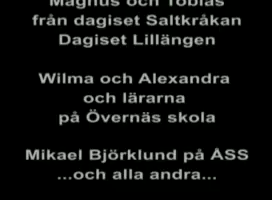 Magnus och Tobias
från dagiset Saltkråkan
Dagiset Lillängen
Wilma och Alexandra
och lärarna
på Övernäs skola
Mikael Björklund på ÅSS
...och alla andra...